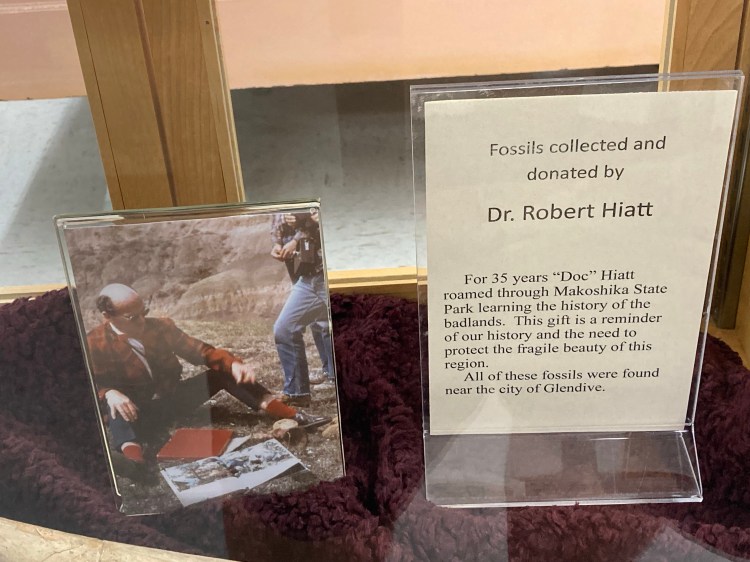 Fossils collected and
donated by
Dr. Robert Hiatt
For 35 years “Doc” Hiatt
roamed through Makoshika State
Park learning the history of the
badlands. This gift is a reminder
of our history and the need to
protect the fragile beauty of this
region.
All of these fossils were found
near the city of Glendive.